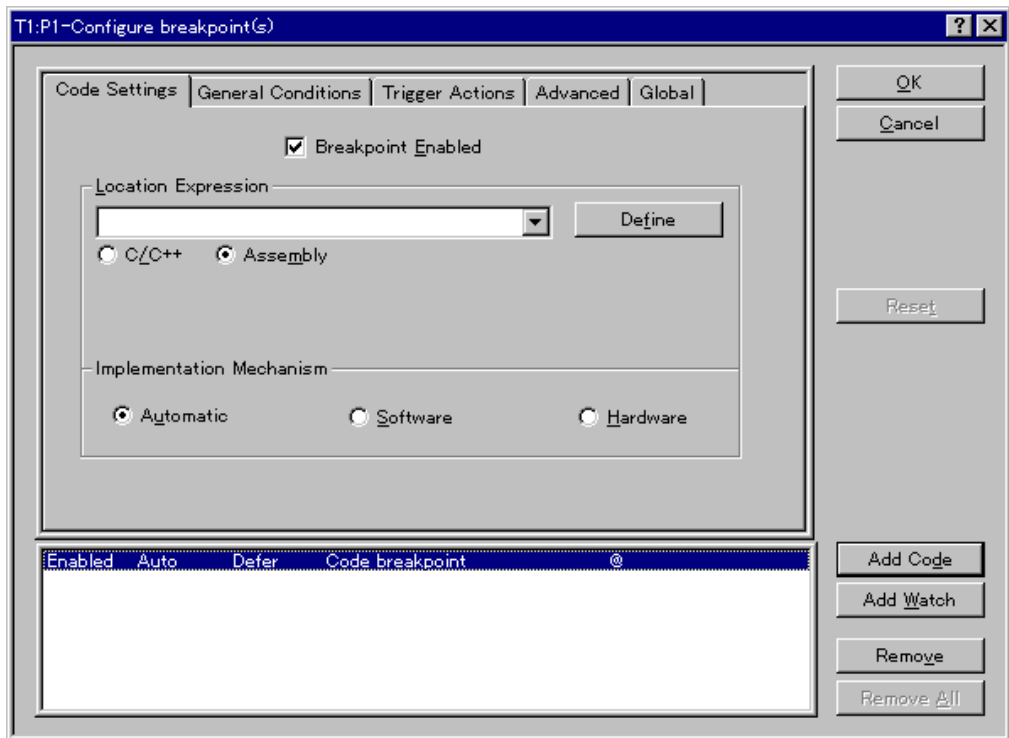 T1:P1-Configure breakpoint(s)
Code Settings General Conditions Trigger Actions Advanced Global
Breakpoint Enabled
Location Expression
Define
C/C++ Assembly
Implementation Mechanism
Automatic Software Hardware
OK
Cancel
Reset
Enabled Auto Defer Code breakpoint @
Add Code
Add Watch
Remove
Remove All